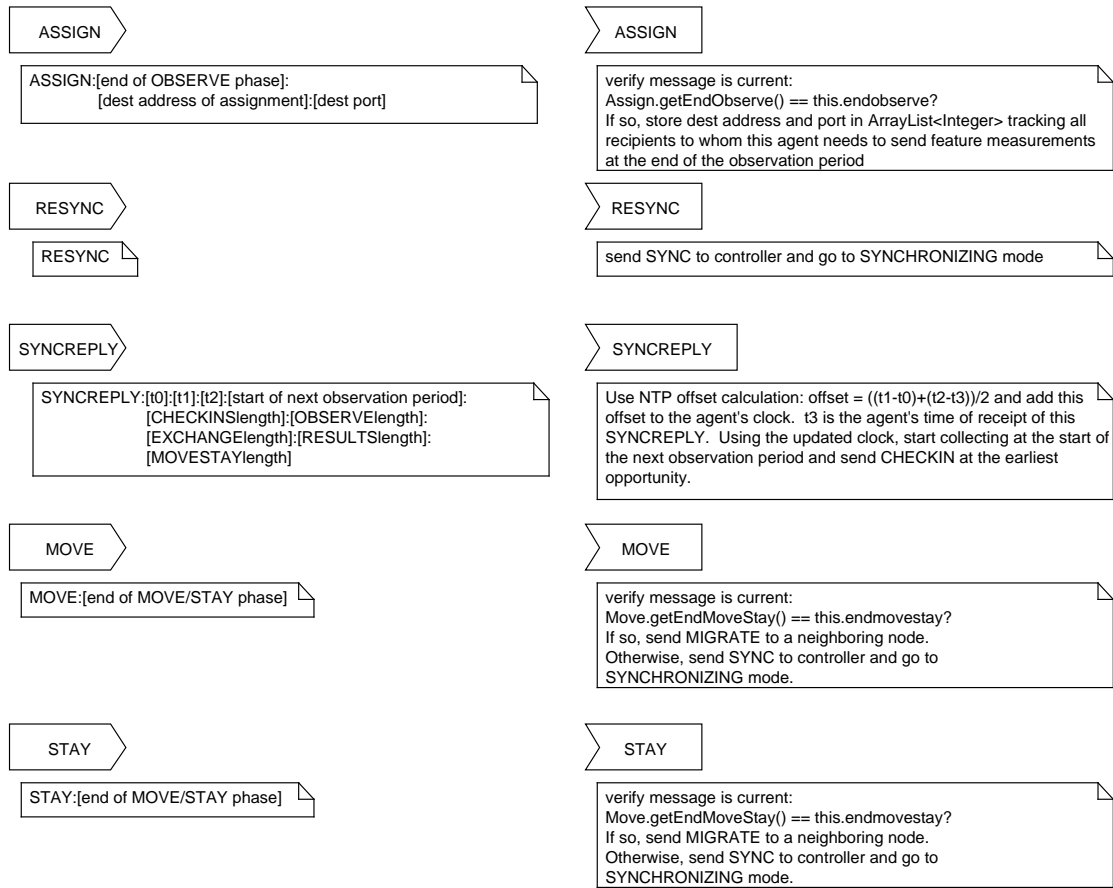 ASSIGN
ASSIGN
ASSIGN:[end of OBSERVE phase]:
[dest address of assignment]:[dest port]
verify message is current:
Assign.getEndObserve() == this.endobserve?
If so, store dest address and port in ArrayList<Integer> tracking all
recipients to whom this agent needs to send feature measurements
at the end of the observation period
RESYNC
RESYNC
RESYNC
send SYNC to controller and go to SYNCHRONIZING mode
SYNCREPLY
SYNCREPLY
SYNCREPLY:[t0]:[t1]:[t2]:[start of next observation period]:
[CHECKINSlength]:[OBSERVElength]:
[EXCHANGElength]:[RESULTSlength]:
[MOVESTAYlength]
Use NTP offset calculation: offset = ((t1-t0)+(t2-t3))/2 and add this
offset to the agent's clock.  t3 is the agent's time of receipt of this
SYNCREPLY.  Using the updated clock, start collecting at the start of
the next observation period and send CHECKIN at the earliest
opportunity.
MOVE
MOVE
MOVE:[end of MOVE/STAY phase]
verify message is current:
Move.getEndMoveStay() == this.endmovestay?
If so, send MIGRATE to a neighboring node.
Otherwise, send SYNC to controller and go to
SYNCHRONIZING mode.
STAY
STAY
STAY:[end of MOVE/STAY phase]
verify message is current:
Move.getEndMoveStay() == this.endmovestay?
If so, send MIGRATE to a neighboring node.
Otherwise, send SYNC to controller and go to
SYNCHRONIZING mode.